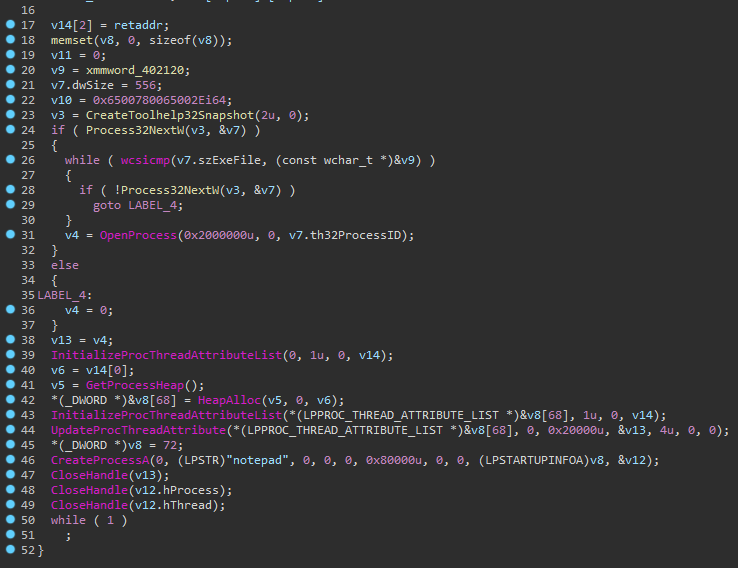 16
17 v14[2] = retaddr;
18 memset(v8, 0, sizeof(v8));
19 v11 = 0;
20 v9 = xmmword_402120;
21 v7.dwSize = 556;
22 v10 = 0x6500780065002Ei64;
23 v3 = CreateToolhelp32Snapshot(2u, 0);
24 if ( Process32NextW(v3, &v7) )
25 {
26 while ( wcsicmp(v7.szExeFile, (const wchar_t *)&v9) )
27 {
28 if ( !Process32NextW(v3, &v7) )
29 goto LABEL_4;
30 }
31 v4 = OpenProcess(0x2000000u, 0, v7.th32ProcessID);
32 }
33 else
34 {
35 LABEL_4:
36 v4 = 0;
37 }
38 v13 = v4;
39 InitializeProcThreadAttributeList(0, 1u, 0, v14);
40 v6 = v14[0];
41 v5 = GetProcessHeap();
42 *(_DWORD *)&v8[68] = HeapAlloc(v5, 0, v6);
43 InitializeProcThreadAttributeList(*(LPPROC_THREAD_ATTRIBUTE_LIST *)&v8[68], 1u, 0, v14);
44 UpdateProcThreadAttribute(*(LPPROC_THREAD_ATTRIBUTE_LIST *)&v8[68], 0, 0x20000u, &v13, 4u, 0, 0);
45 *(_DWORD *)v8 = 72;
46 CreateProcessA(0, (LPSTR)"notepad", 0, 0, 0, 0x80000u, 0, 0, (LPSTARTUPINFOA)v8, &v12);
47 CloseHandle(v13);
48 CloseHandle(v12.hProcess);
49 CloseHandle(v12.hThread);
50 while ( 1 )
51 ;
52 }